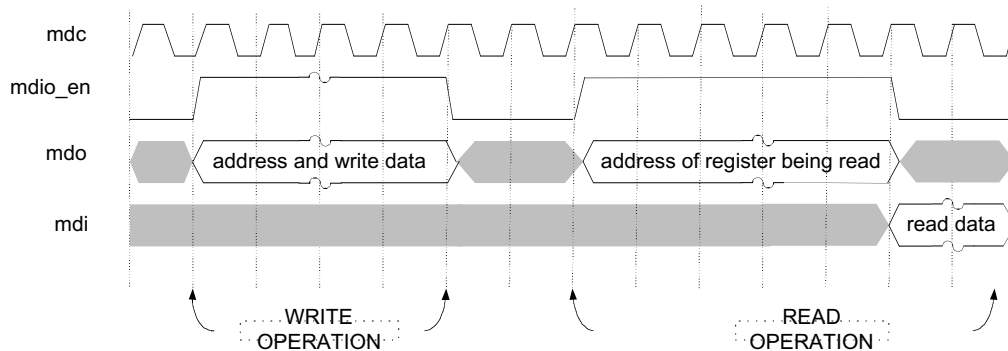 mdc
mdio_en
mdo
address and write data
address of register being read
mdi
read data
WRITE
OPERATION
READ
OPERATION